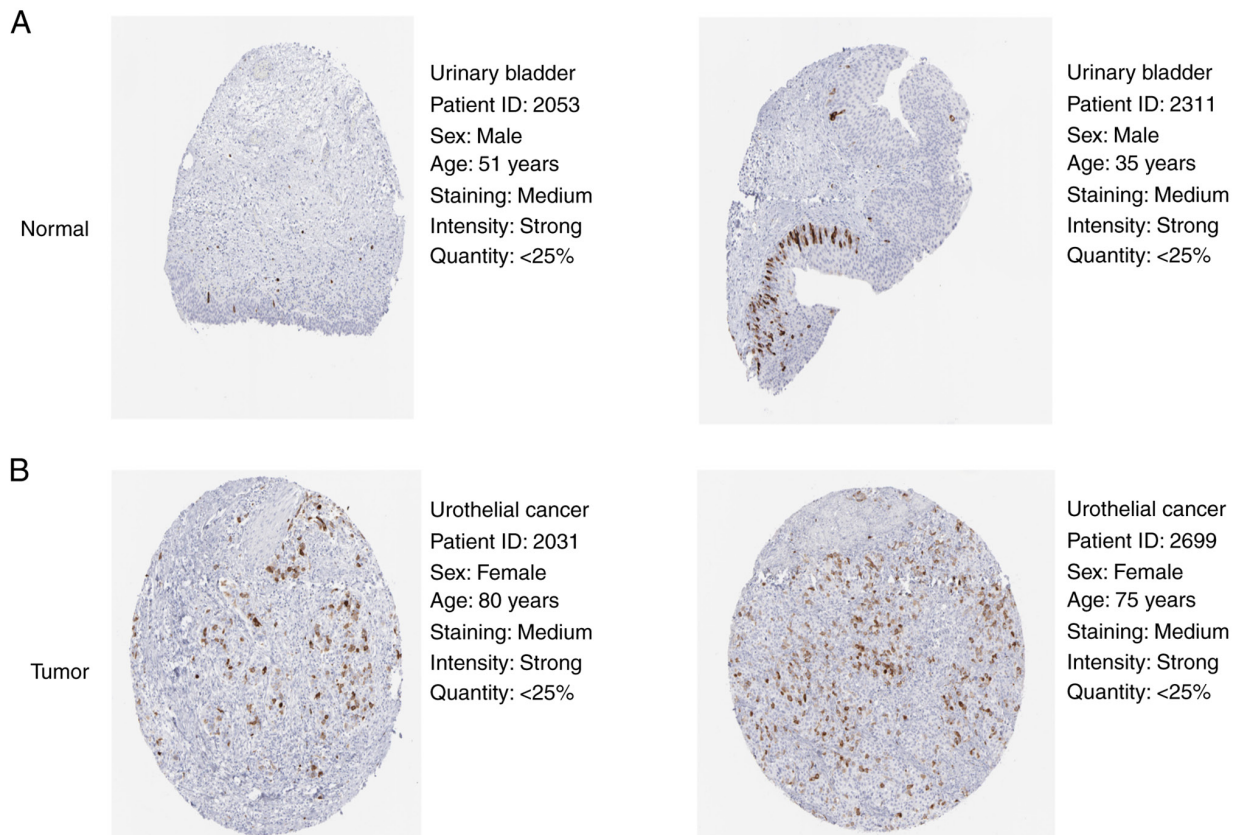 A
Normal
Urinary bladder
Patient ID: 2053
Sex: Male
Age: 51 years
Staining: Medium
Intensity: Strong
Quantity: <25%
Urinary bladder
Patient ID: 2311
Sex: Male
Age: 35 years
Staining: Medium
Intensity: Strong
Quantity: <25%
B
Tumor
Urothelial cancer
Patient ID: 2031
Sex: Female
Age: 80 years
Staining: Medium
Intensity: Strong
Quantity: <25%
Urothelial cancer
Patient ID: 2699
Sex: Female
Age: 75 years
Staining: Medium
Intensity: Strong
Quantity: <25%